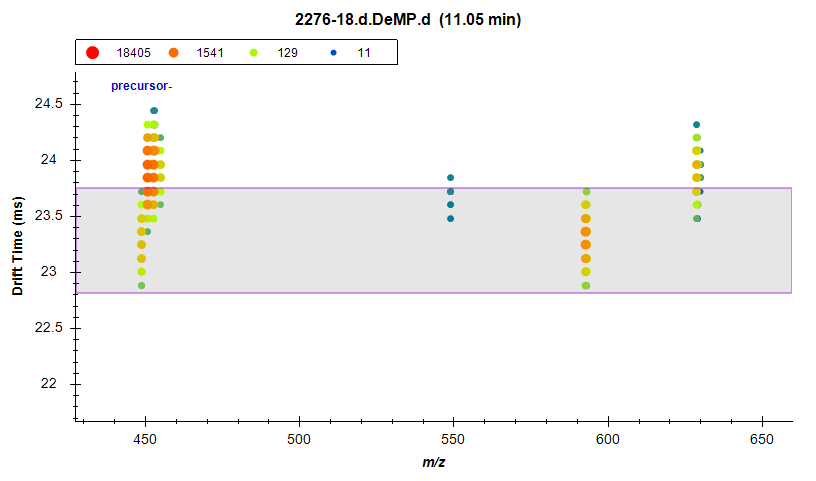 2276-18.d.DeMP.d (11.05 min)
18405 1541 129 11
precursor-
24.5
24
23.5
23
22.5
22
Drift Time (ms)
450 500 550 600 650
m/z